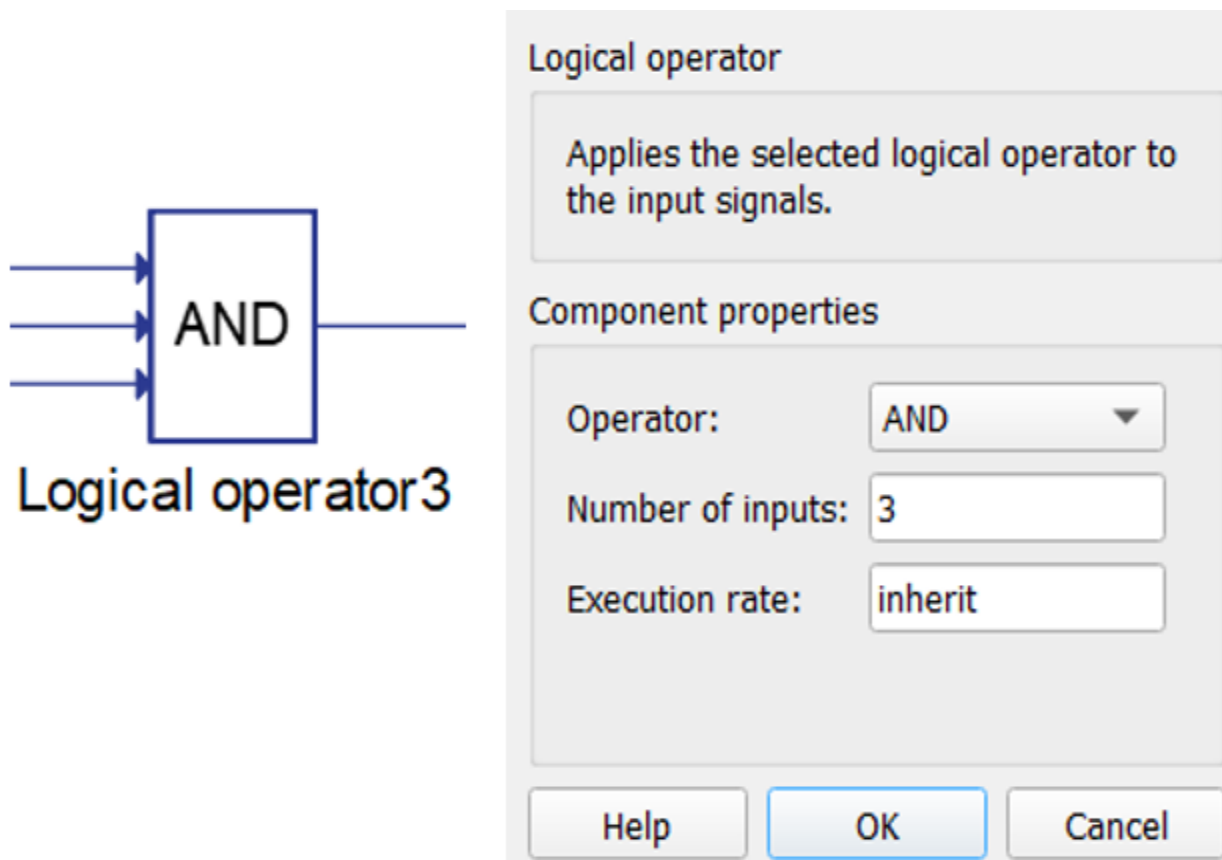 AND
Logical operator3
Logical operator
Applies the selected logical operator to
the input signals.
Component properties
Operator: AND
Number of inputs: 3
Execution rate: inherit
Help OK Cancel